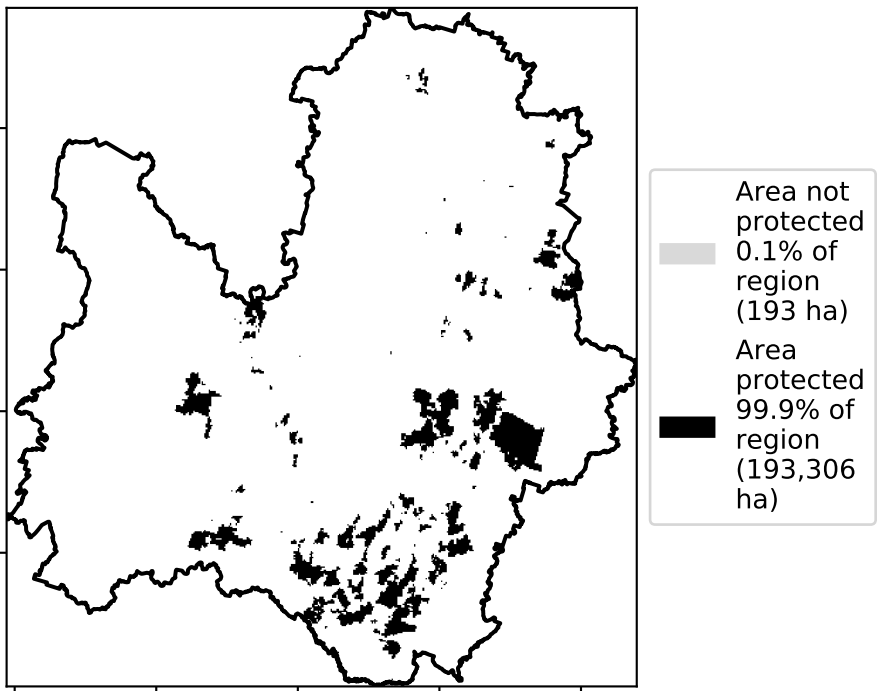 Area not
protected
0.1% of
region
(193 ha)
Area
protected
99.9% of
region
(193,306
ha)